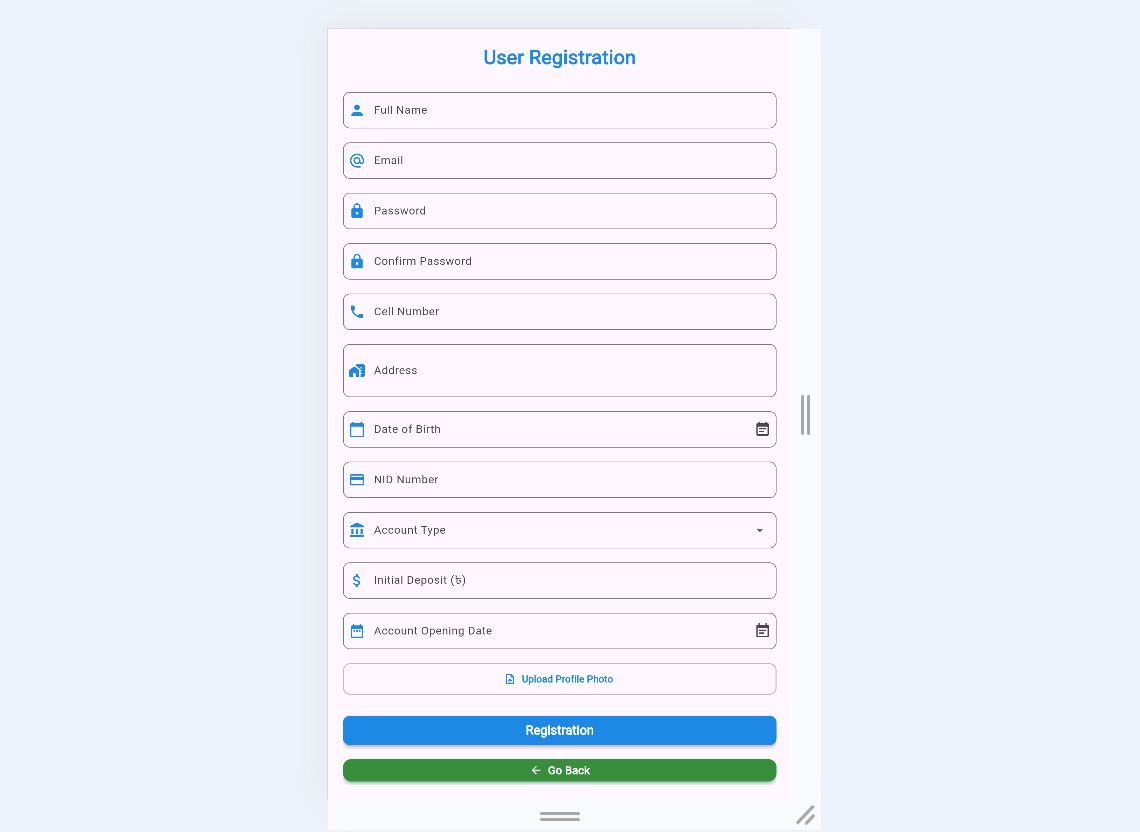 User Registration
Full Name
Email
Password
Confirm Password
Cell Number
Address
Date of Birth
NID Number
Account Type
Initial Deposit (৳)
Account Opening Date
Upload Profile Photo
Registration
Go Back